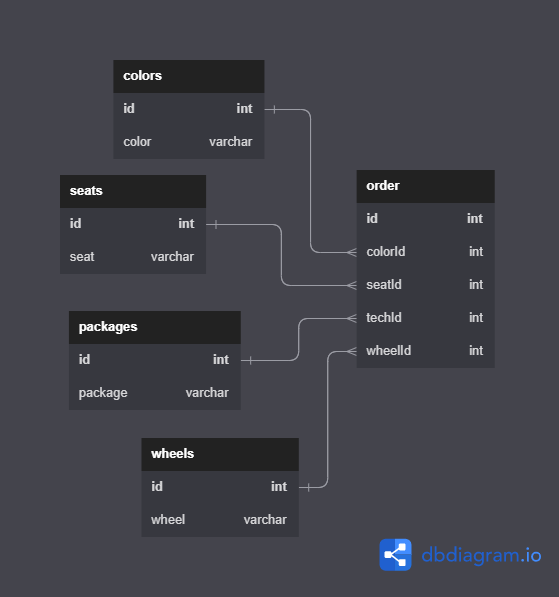 colors
id int
color varchar
seats
id int
seat varchar
packages
id int
package varchar
wheels
id int
wheel varchar
order
id int
colorId int
seatId int
techId int
wheelId int
dbdiagram.io